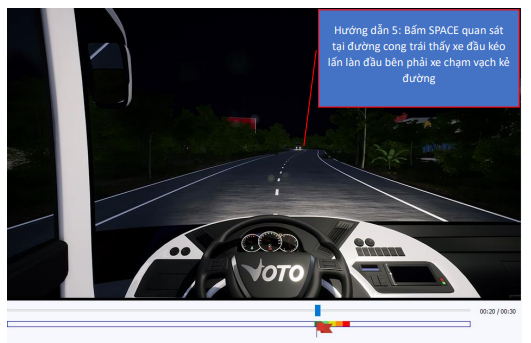 Hướng dẫn 5: Bấm SPACE quan sát
tại đường cong trái thấy xe đầu kéo
lấn làn đầu bên phải xe chạm vạch kẻ
đường
VOTO
00:20 / 00:30